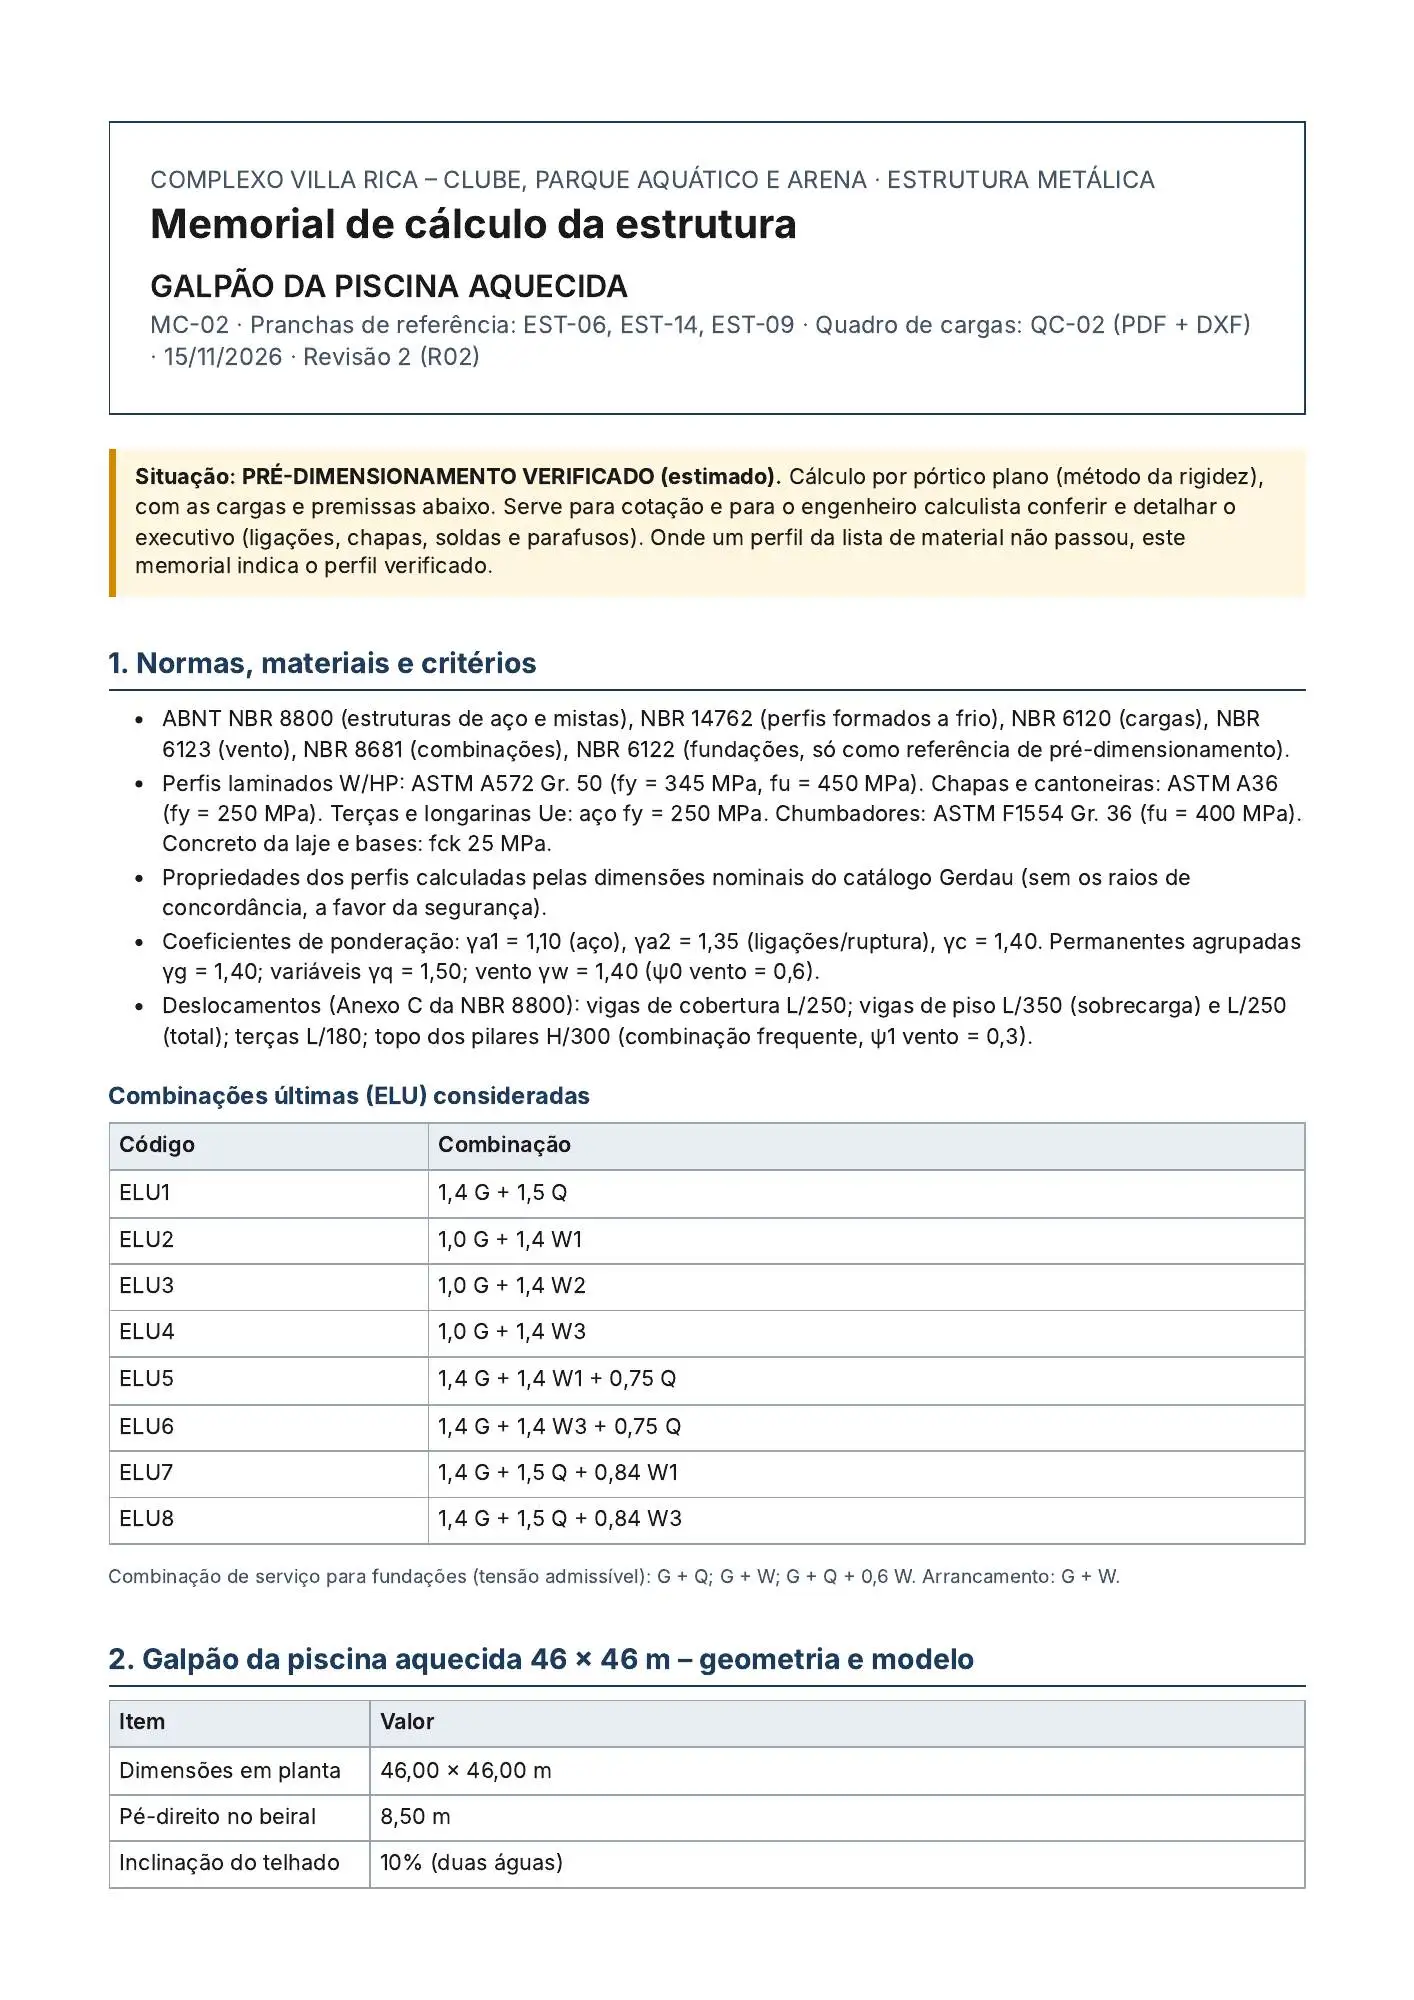 COMPLEXO VILLA RICA – CLUBE, PARQUE AQUÁTICO E ARENA · ESTRUTURA METÁLICA
Memorial de cálculo da estrutura
GALPÃO DA PISCINA AQUECIDA
MC-02 · Pranchas de referência: EST-06, EST-14, EST-09 · Quadro de cargas: QC-02 (PDF + DXF)
· 15/11/2026 · Revisão 2 (R02)
Situação: PRÉ-DIMENSIONAMENTO VERIFICADO (estimado). Cálculo por pórtico plano (método da rigidez),
com as cargas e premissas abaixo. Serve para cotação e para o engenheiro calculista conferir e detalhar o
executivo (ligações, chapas, soldas e parafusos). Onde um perfil da lista de material não passou, este
memorial indica o perfil verificado.
1. Normas, materiais e critérios
• ABNT NBR 8800 (estruturas de aço e mistas), NBR 14762 (perfis formados a frio), NBR 6120 (cargas), NBR
6123 (vento), NBR 8681 (combinações), NBR 6122 (fundações, só como referência de pré-dimensionamento).
• Perfis laminados W/HP: ASTM A572 Gr. 50 (fy = 345 MPa, fu = 450 MPa). Chapas e cantoneiras: ASTM A36
(fy = 250 MPa). Terças e longarinas Ue: aço fy = 250 MPa. Chumbadores: ASTM F1554 Gr. 36 (fu = 400 MPa).
Concreto da laje e bases: fck 25 MPa.
• Propriedades dos perfis calculadas pelas dimensões nominais do catálogo Gerdau (sem os raios de
concordância, a favor da segurança).
• Coeficientes de ponderação: γa1 = 1,10 (aço), γa2 = 1,35 (ligações/ruptura), γc = 1,40. Permanentes agrupadas
γg = 1,40; variáveis γq = 1,50; vento γw = 1,40 (ψ0 vento = 0,6).
• Deslocamentos (Anexo C da NBR 8800): vigas de cobertura L/250; vigas de piso L/350 (sobrecarga) e L/250
(total); terças L/180; topo dos pilares H/300 (combinação frequente, ψ1 vento = 0,3).
Combinações últimas (ELU) consideradas
Código Combinação
ELU1 1,4 G + 1,5 Q
ELU2 1,0 G + 1,4 W1
ELU3 1,0 G + 1,4 W2
ELU4 1,0 G + 1,4 W3
ELU5 1,4 G + 1,4 W1 + 0,75 Q
ELU6 1,4 G + 1,4 W3 + 0,75 Q
ELU7 1,4 G + 1,5 Q + 0,84 W1
ELU8 1,4 G + 1,5 Q + 0,84 W3
Combinação de serviço para fundações (tensão admissível): G + Q; G + W; G + Q + 0,6 W. Arrancamento: G + W.
2. Galpão da piscina aquecida 46 × 46 m – geometria e modelo
Item Valor
Dimensões em planta 46,00 × 46,00 m
Pé-direito no beiral 8,50 m
Inclinação do telhado 10% (duas águas)